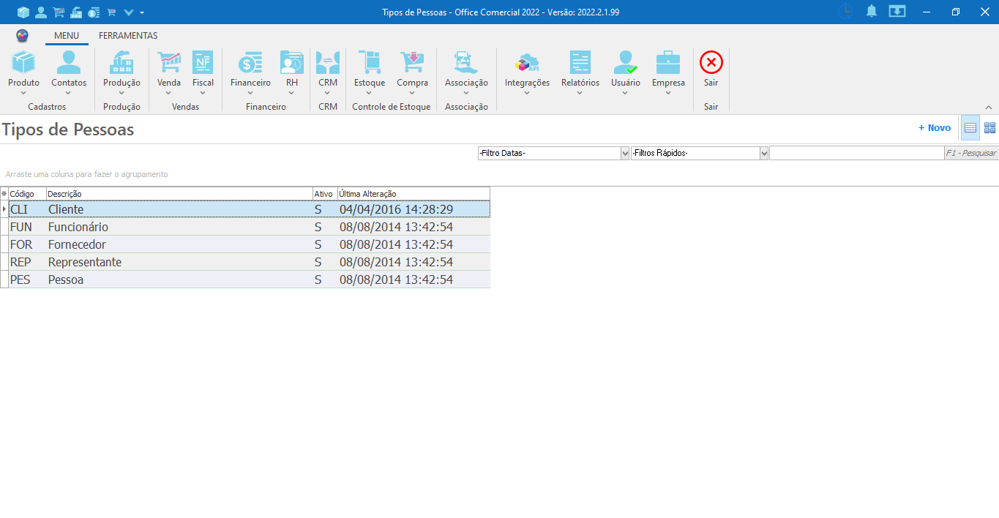 Tipos de Pessoas - Office Comercial 2022 - Versão: 2022.2.1.99
MENU FERRAMENTAS
NF API
Produto Contatos Produção Venda Fiscal Financeiro RH CRM Estoque Compra Associação Integrações Relatórios Usuário Empresa Sair
Cadastros Produção Vendas Financeiro CRM Controle de Estoque Associação Sair
Tipos de Pessoas + Novo
-Filtro Datas- -Filtros Rápidos- F1 - Pesquisar
Arraste uma coluna para fazer o agrupamento
Código Descrição Ativo Última Alteração
CLI Cliente S 04/04/2016 14:28:29
FUN Funcionário S 08/08/2014 13:42:54
FOR Fornecedor S 08/08/2014 13:42:54
REP Representante S 08/08/2014 13:42:54
PES Pessoa S 08/08/2014 13:42:54